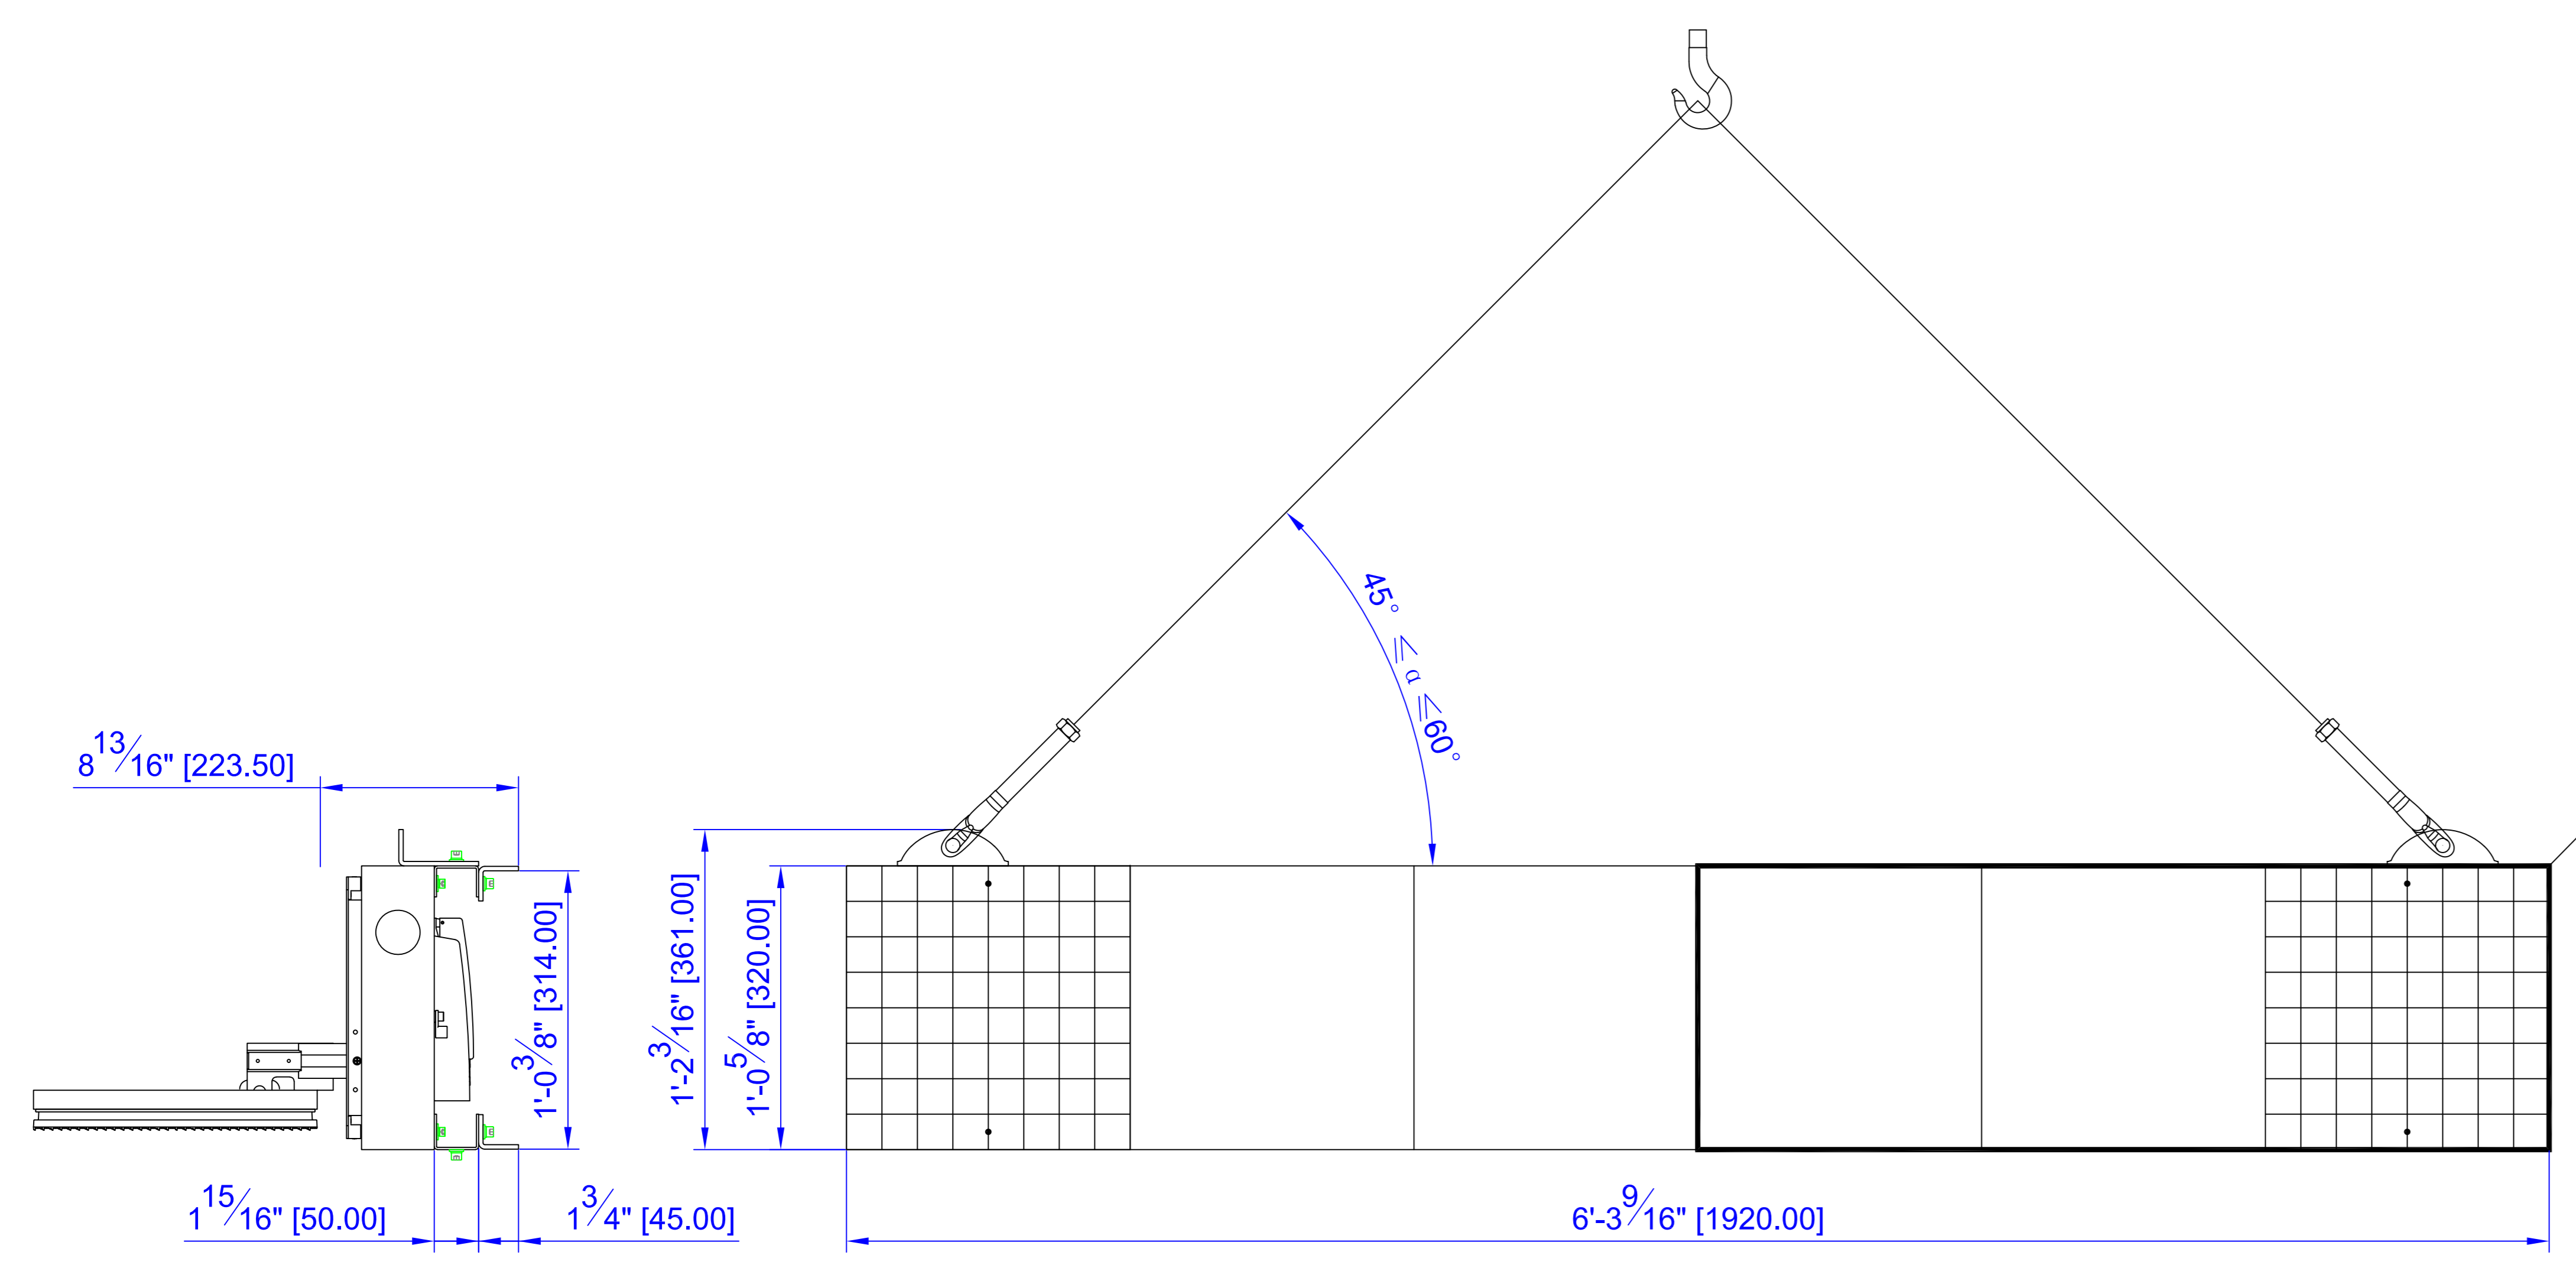 45° ≤ α ≤60°
8 13/16" [223.50]
1'-0 3/8" [314.00]
1'-2 3/16" [361.00]
1'-0 5/8" [320.00]
1 15/16" [50.00]
1 3/4" [45.00]
6'-3 9/16" [1920.00]